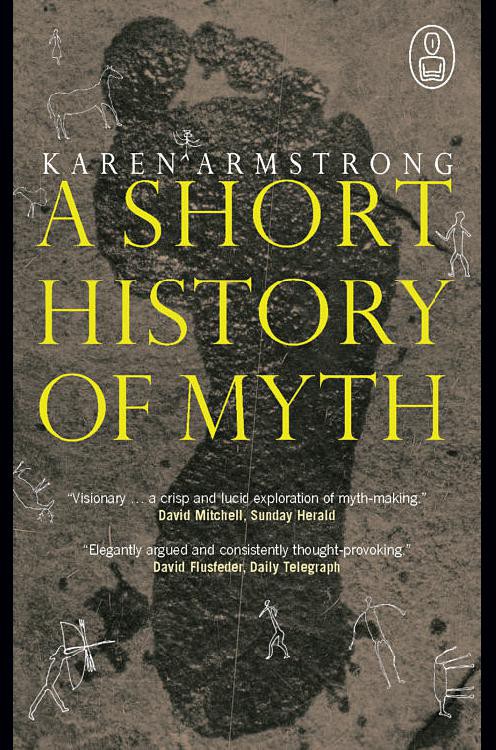 KAREN ARMSTRONG
A SHORT
HISTORY
OF MYTH
“Visionary ... a crisp and lucid exploration of myth-making.”
David Mitchell, Sunday Herald
“Elegantly argued and consistently thought-provoking.”
David Flusfeder, Daily Telegraph